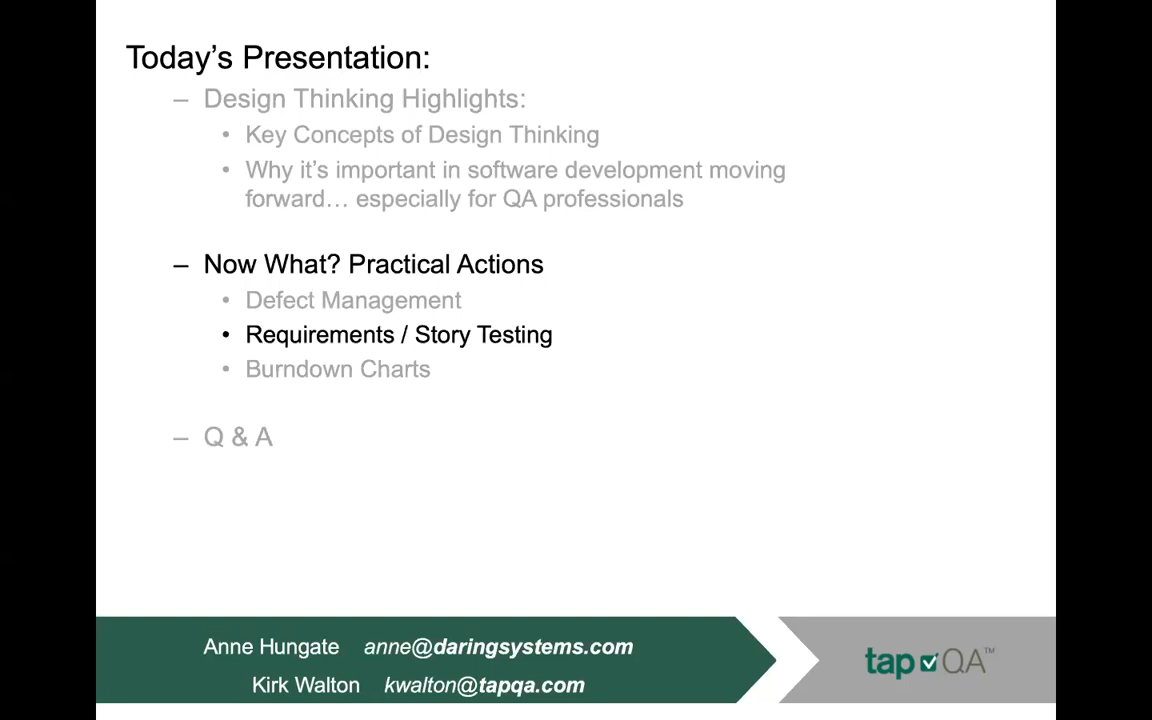 Today's Presentation:
– Design Thinking Highlights:
• Key Concepts of Design Thinking
• Why it's important in software development moving
forward… especially for QA professionals
– Now What? Practical Actions
• Defect Management
• Requirements / Story Testing
• Burndown Charts
– Q & A
Anne Hungate anne@daringsystems.com
Kirk Walton kwalton@tapqa.com
tap QA™